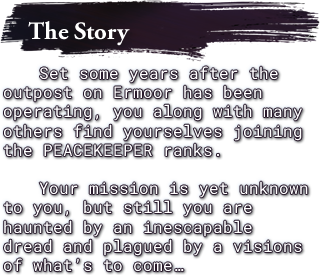 The Story
Set some years after the
outpost on Ermoor has been
operating, you along with many
others find yourselves joining
the PEACEKEEPER ranks.
Your mission is yet unknown
to you, but still you are
haunted by an inescapable
dread and plagued by a visions
of what's to come…